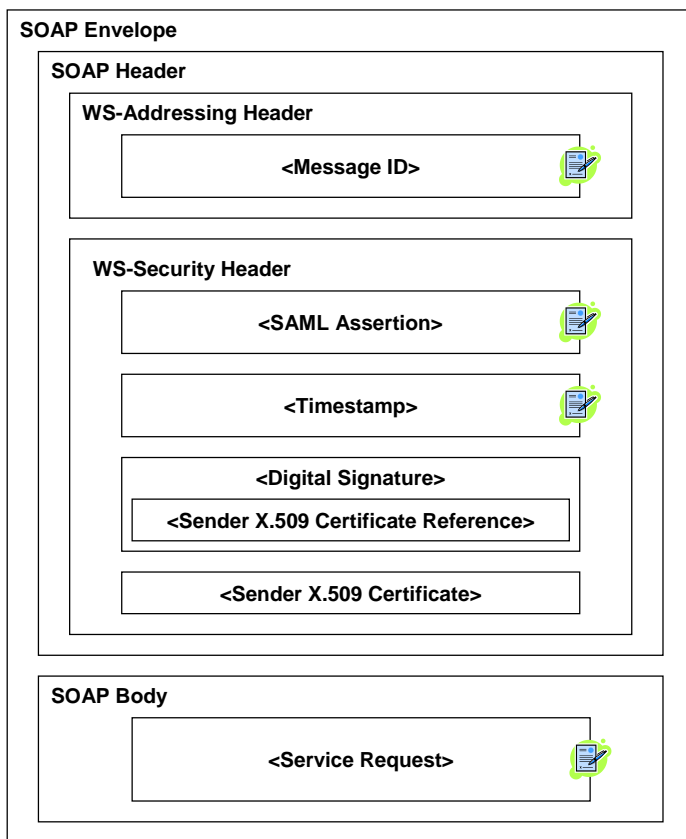 SOAP Envelope
SOAP Header
WS-Addressing Header
<Message ID>
WS-Security Header
<SAML Assertion>
<Timestamp>
<Digital Signature>
<Sender X.509 Certificate Reference>
<Sender X.509 Certificate>
SOAP Body
<Service Request>